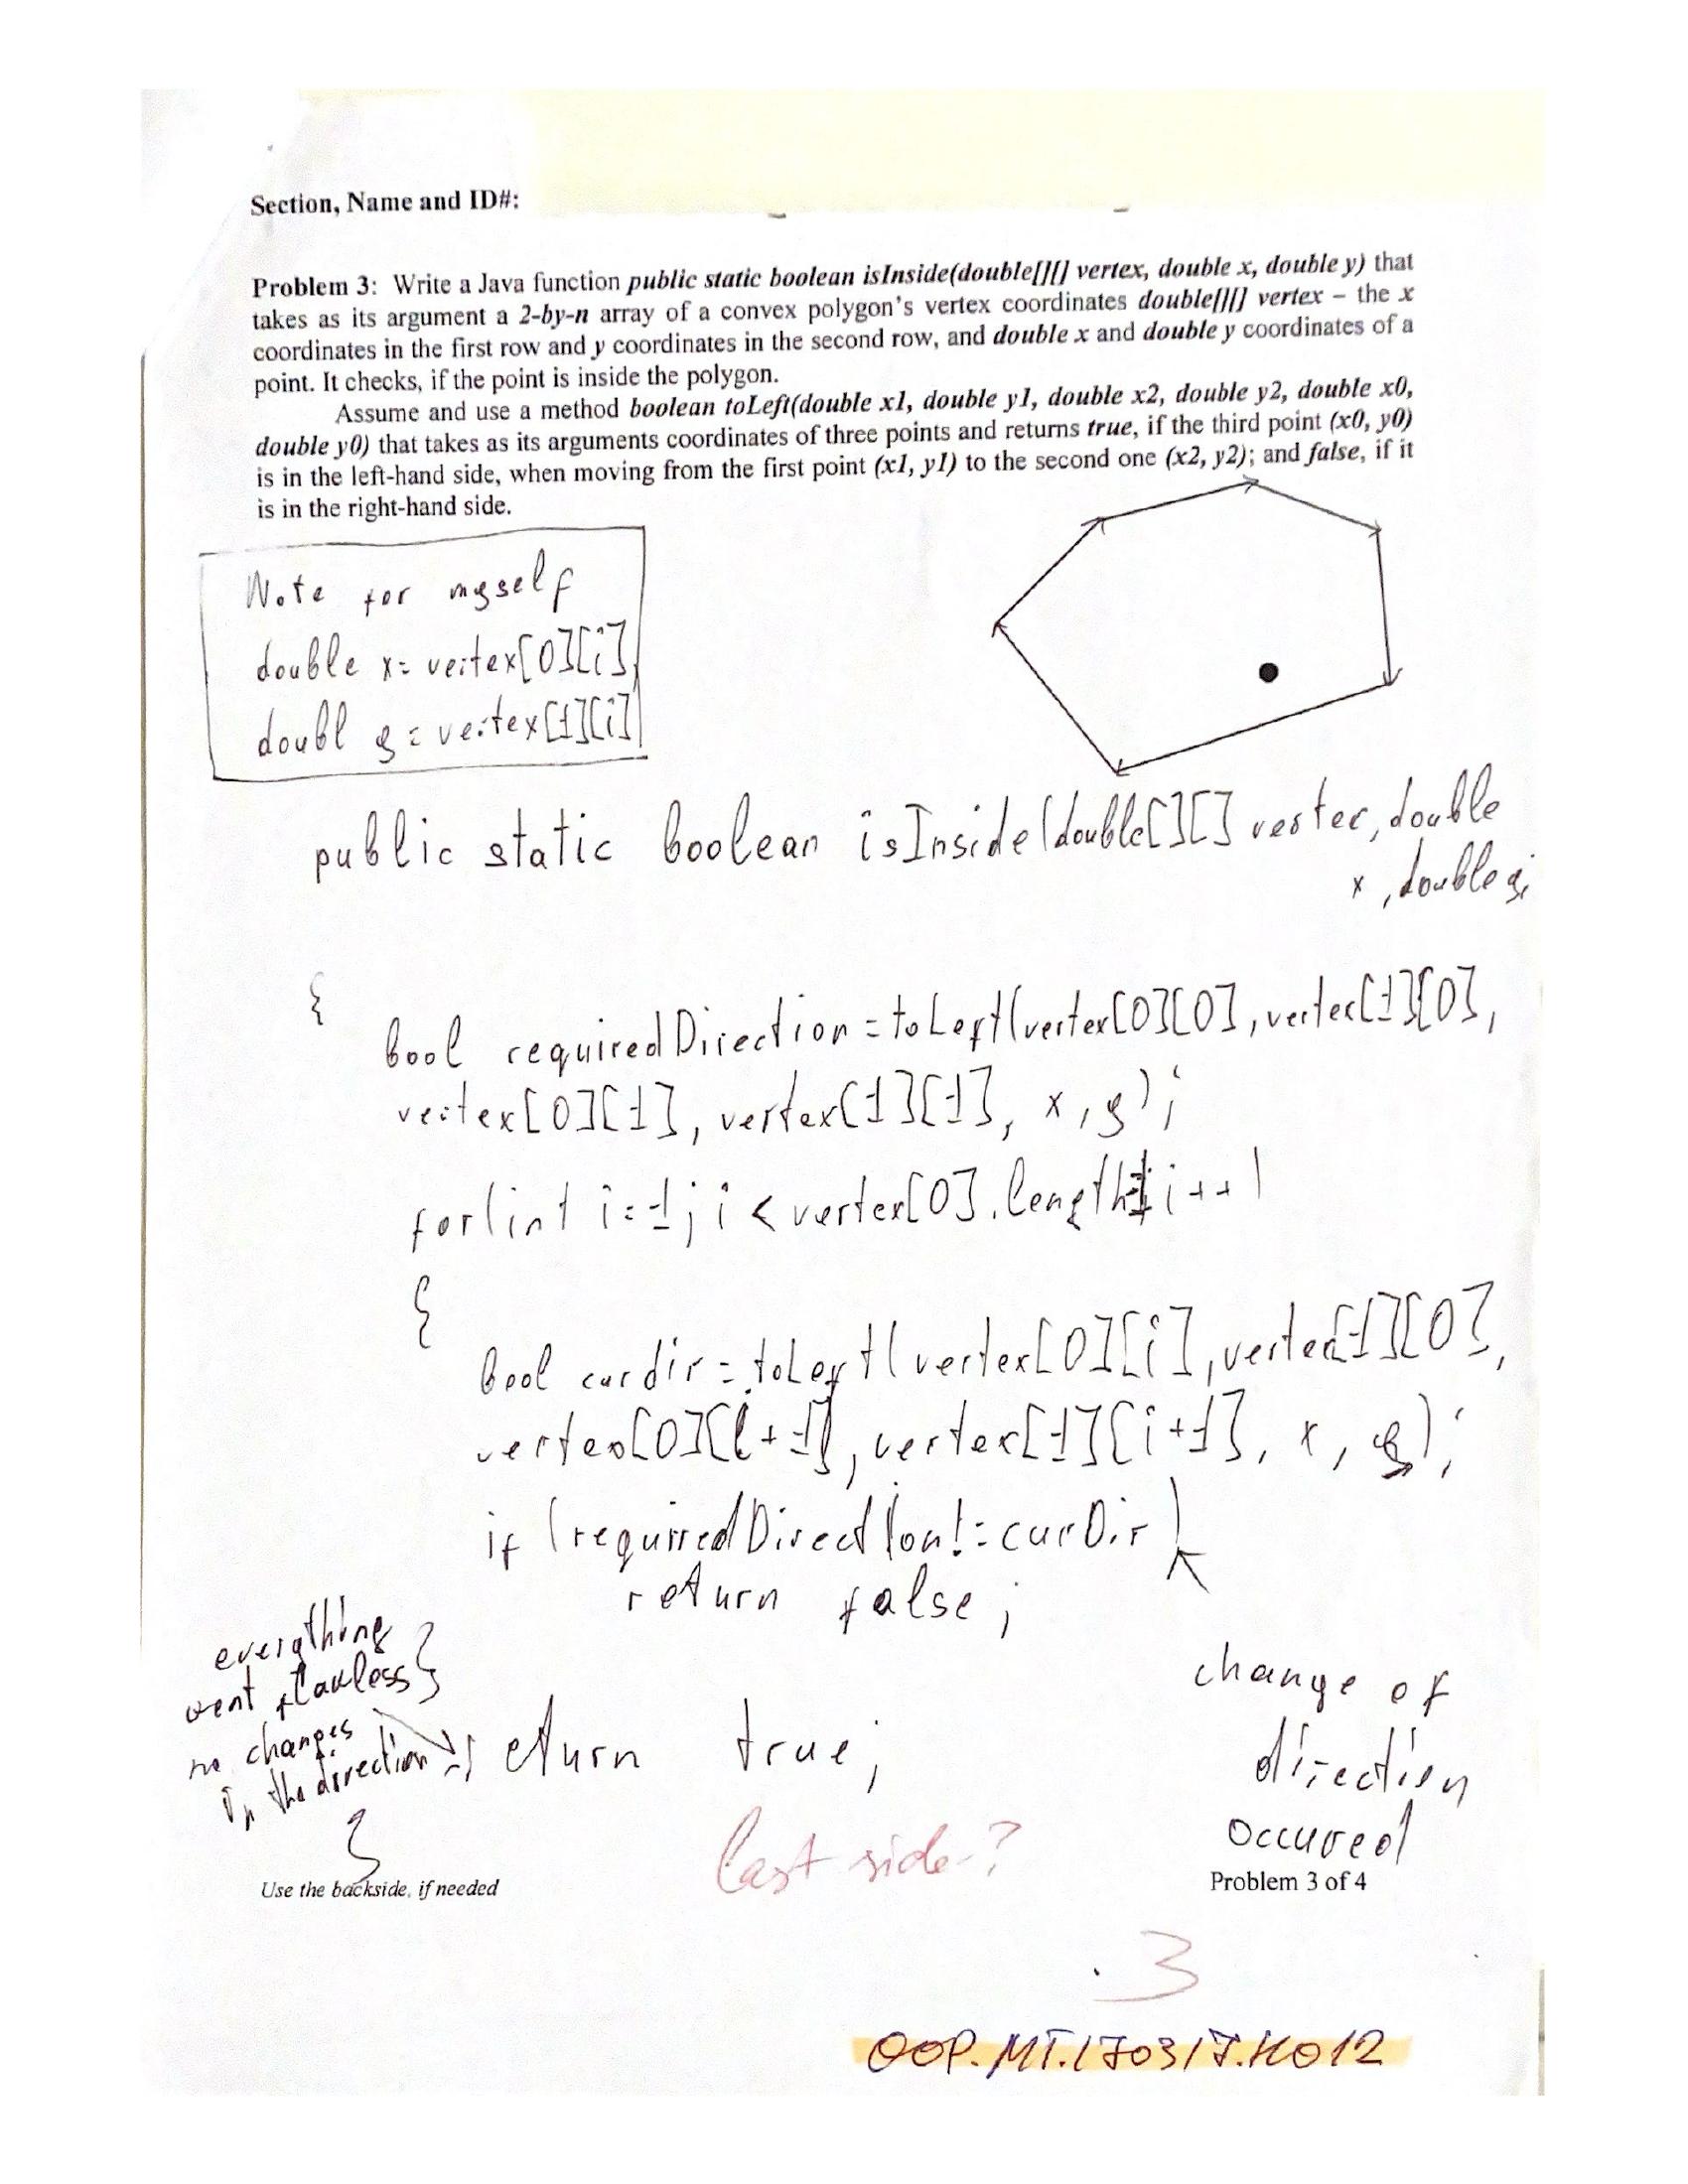 Section, Name and ID#:
Problem 3: Write a Java function public static boolean isInside(double[][] vertex, double x, double y) that
takes as its argument a 2-by-n array of a convex polygon's vertex coordinates double[][] vertex – the x
coordinates in the first row and y coordinates in the second row, and double x and double y coordinates of a
point. It checks, if the point is inside the polygon.
Assume and use a method boolean toLeft(double x1, double y1, double x2, double y2, double x0,
double y0) that takes as its arguments coordinates of three points and returns true, if the third point (x0, y0)
is in the left-hand side, when moving from the first point (x1, y1) to the second one (x2, y2); and false, if it
is in the right-hand side.
Note for myself
double x = vertex[0][i]
doubl y = vertex[1][i]
public static boolean isInside(double[][] vertex, double
x, double y)
{
bool requiredDirection = toLeft(vertex[0][0], vertex[1][0],
vertex[0][1], vertex[1][1], x, y);
for(int i=1; i < vertex[0].length; i++)
{
bool curdir = toLeft(vertex[0][i], vertex[1][0],
vertex[0][i+1], vertex[1][i+1], x, y);
if (requiredDirection != curDir)
return false;
everything
went flawless }
no changes
in the direction
return true;
change of
direction
occured
}
last side?
Use the backside, if needed
Problem 3 of 4
3
OOP.MT.170317.H012